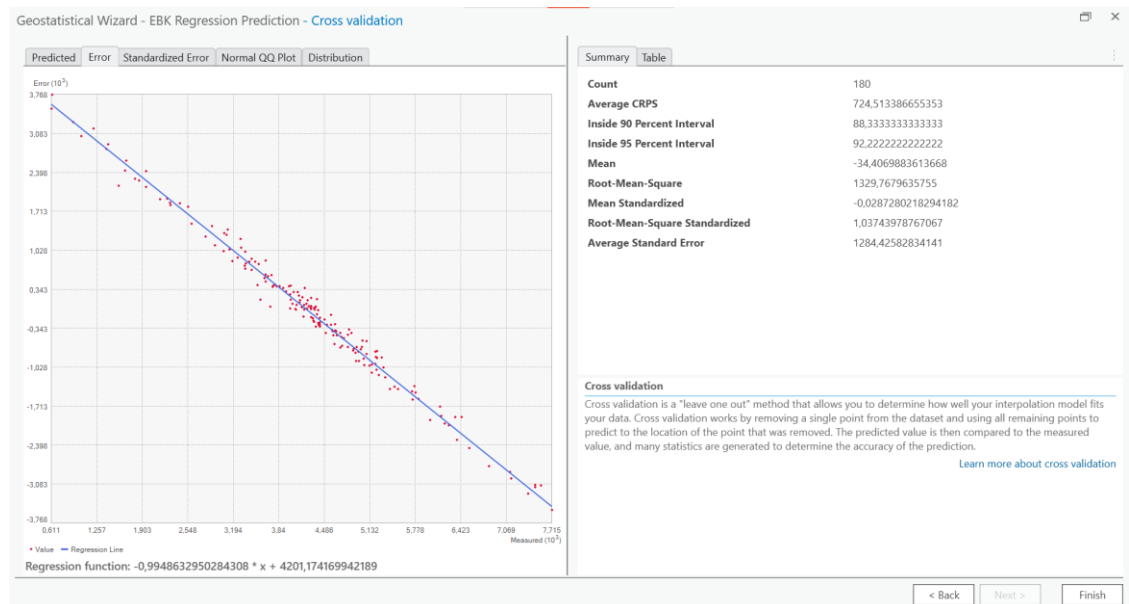 Geostatistical Wizard - EBK Regression Prediction - Cross validation
Predicted Error Standardized Error Normal QQ Plot Distribution
Error (10³)
3,768
3,083
2,398
1,713
1,028
0,343
-0,343
-1,028
-1,713
-2,398
-3,083
-3,768
0,611 1,257 1,903 2,548 3,194 3,84 4,486 5,132 5,778 6,423 7,069 7,715
Measured (10³)
Value Regression Line
Regression function: -0,9948632950284308 * x + 4201,174169942189
Summary Table
Count 180
Average CRPS 724,513386655353
Inside 90 Percent Interval 88,3333333333333
Inside 95 Percent Interval 92,2222222222222
Mean -34,4069883613668
Root-Mean-Square 1329,7679635755
Mean Standardized -0,0287280218294182
Root-Mean-Square Standardized 1,03743978767067
Average Standard Error 1284,42582834141
Cross validation
Cross validation is a "leave one out" method that allows you to determine how well your interpolation model fits
your data. Cross validation works by removing a single point from the dataset and using all remaining points to
predict to the location of the point that was removed. The predicted value is then compared to the measured
value, and many statistics are generated to determine the accuracy of the prediction.
Learn more about cross validation
< Back Next > Finish